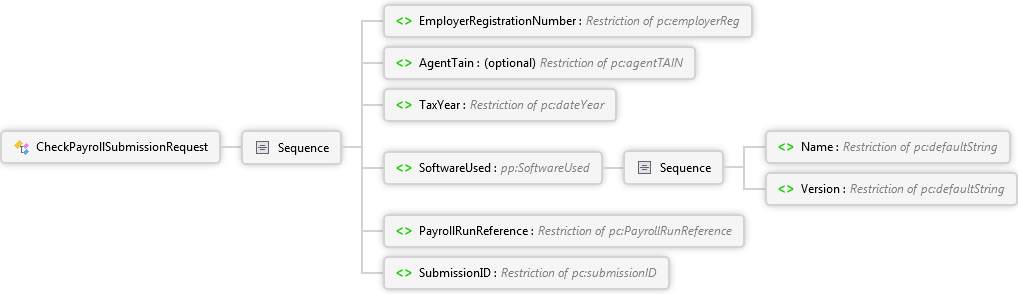 EmployerRegistrationNumber : Restriction of pc:employerReg
AgentTain : (optional) Restriction of pc:agentTAIN
TaxYear : Restriction of pc:dateYear
CheckPayrollSubmissionRequest
Sequence
SoftwareUsed : pp:SoftwareUsed
Sequence
Name : Restriction of pc:defaultString
Version : Restriction of pc:defaultString
PayrollRunReference : Restriction of pc:PayrollRunReference
SubmissionID : Restriction of pc:submissionID